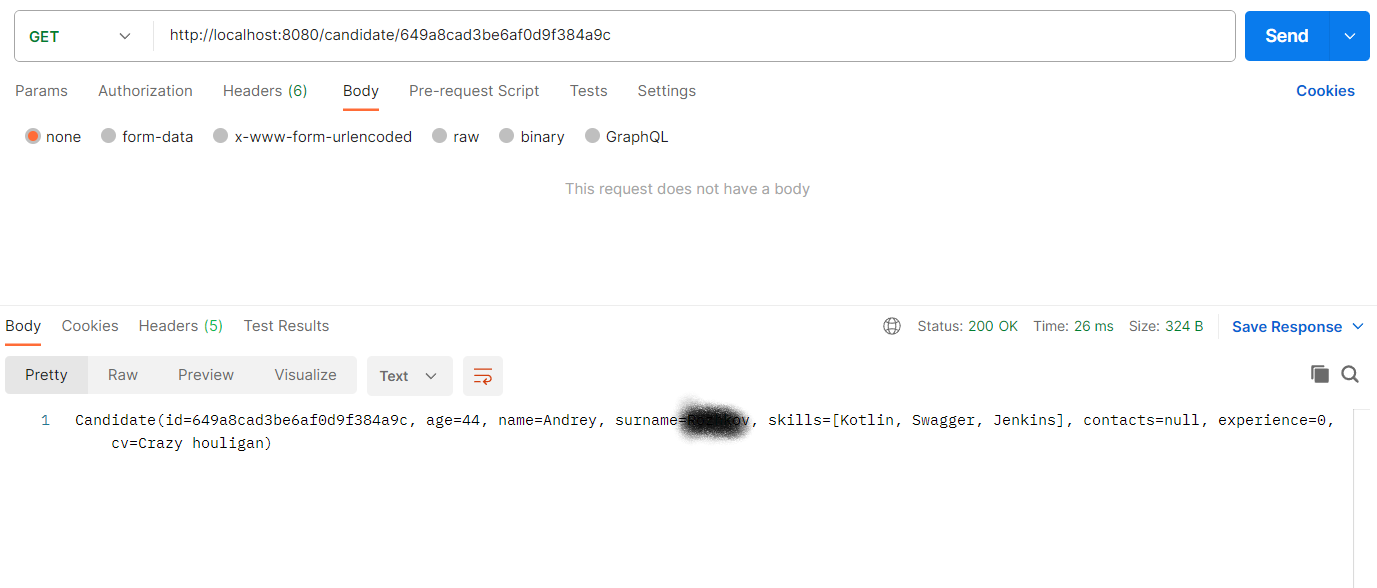 GET http://localhost:8080/candidate/649a8cad3be6af0d9f384a9c Send
Params Authorization Headers (6) Body Pre-request Script Tests Settings Cookies
none form-data x-www-form-urlencoded raw binary GraphQL
This request does not have a body
Body Cookies Headers (5) Test Results Status: 200 OK Time: 26 ms Size: 324 B Save Response
Pretty Raw Preview Visualize Text
1 Candidate(id=649a8cad3be6af0d9f384a9c, age=44, name=Andrey, surname=, skills=[Kotlin, Swagger, Jenkins], contacts=null, experience=0,
cv=Crazy houligan)